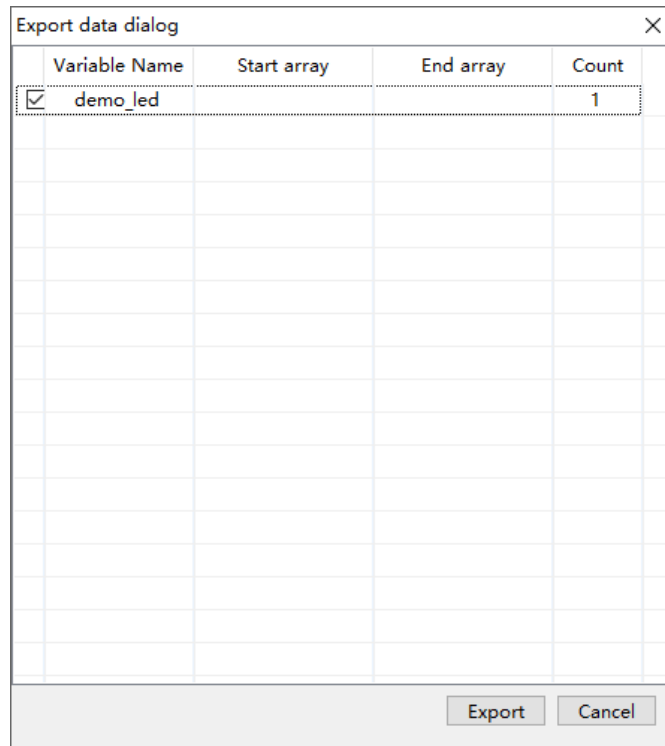 Export data dialog
Variable Name Start array End array Count
demo_led 1
Export Cancel